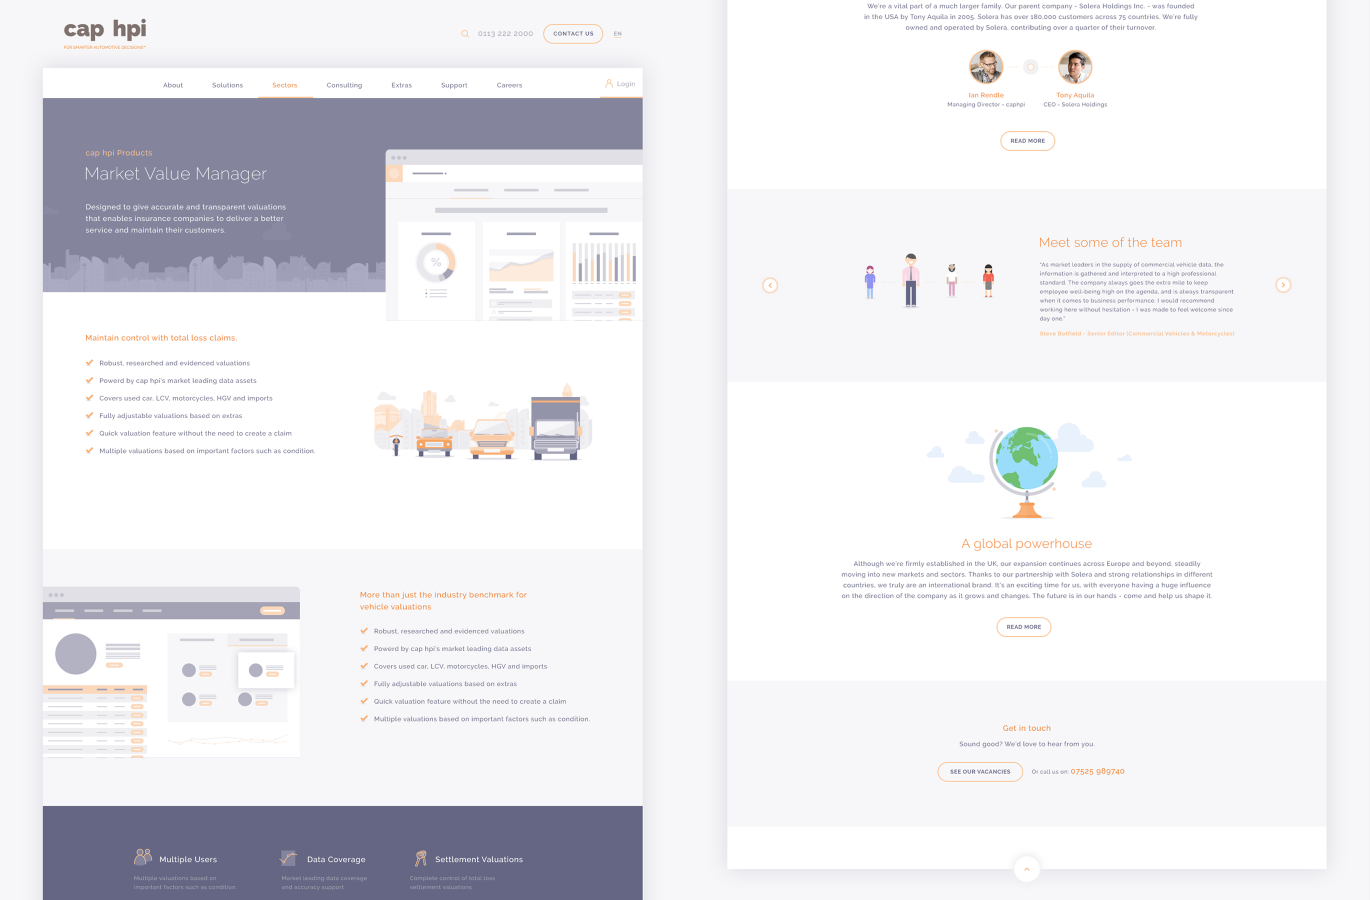 cap hpi
FOR SMARTER AUTOMOTIVE DECISIONS™
0113 222 2000
CONTACT US
EN
About
Solutions
Sectors
Consulting
Extras
Support
Careers
Login
cap hpi Products
Market Value Manager
Designed to give accurate and transparent valuations
that enables insurance companies to deliver a better
service and maintain their customers.
%
Maintain control with total loss claims.
Robust, researched and evidenced valuations
Powerd by cap hpi's market leading data assets
Covers used car, LCV, motorcycles, HGV and imports
Fully adjustable valuations based on extras
Quick valuation feature without the need to create a claim
Multiple valuations based on important factors such as condition.
More than just the industry benchmark for
vehicle valuations
Robust, researched and evidenced valuations
Powerd by cap hpi's market leading data assets
Covers used car, LCV, motorcycles, HGV and imports
Fully adjustable valuations based on extras
Quick valuation feature without the need to create a claim
Multiple valuations based on important factors such as condition.
Multiple Users
Multiple valuations based on
important factors such as condition.
Data Coverage
Market leading data coverage
and accuracy support
Settlement Valuations
Complete control of total loss
settlement valuations
We're a vital part of a much larger family. Our parent company - Solera Holdings Inc. - was founded
in the USA by Tony Aquila in 2005. Solera has over 180,000 customers across 75 countries. We're fully
owned and operated by Solera, contributing over a quarter of their turnover.
Ian Rendle
Managing Director - caphpi
Tony Aquila
CEO - Solera Holdings
READ MORE
Meet some of the team
"As market leaders in the supply of commercial vehicle data, the
information is gathered and interpreted to a high professional
standard. The company always goes the extra mile to keep
employee well-being high on the agenda, and is always transparent
when it comes to business performance. I would recommend
working here without hesitation - I was made to feel welcome since
day one."
Steve Botfield - Senior Editor (Commercial Vehicles & Motorcycles)
A global powerhouse
Although we're firmly established in the UK, our expansion continues across Europe and beyond, steadily
moving into new markets and sectors. Thanks to our partnership with Solera and strong relationships in different
countries, we truly are an international brand. It's an exciting time for us, with everyone having a huge influence
on the direction of the company as it grows and changes. The future is in our hands - come and help us shape it.
READ MORE
Get in touch
Sound good? We'd love to hear from you.
SEE OUR VACANCIES
Or call us on: 07525 989740